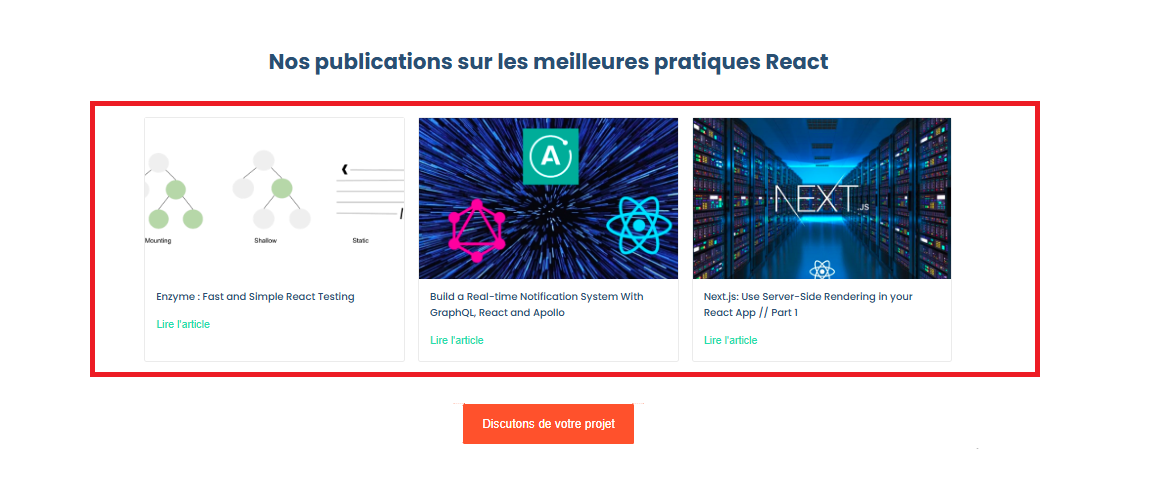 Nos publications sur les meilleures pratiques React
Mounting
Shallow
Static
A
NEXT.JS
Enzyme : Fast and Simple React Testing
Lire l'article
Build a Real-time Notification System With
GraphQL, React and Apollo
Lire l'article
Next.js: Use Server-Side Rendering in your
React App // Part 1
Lire l'article
Discutons de votre projet